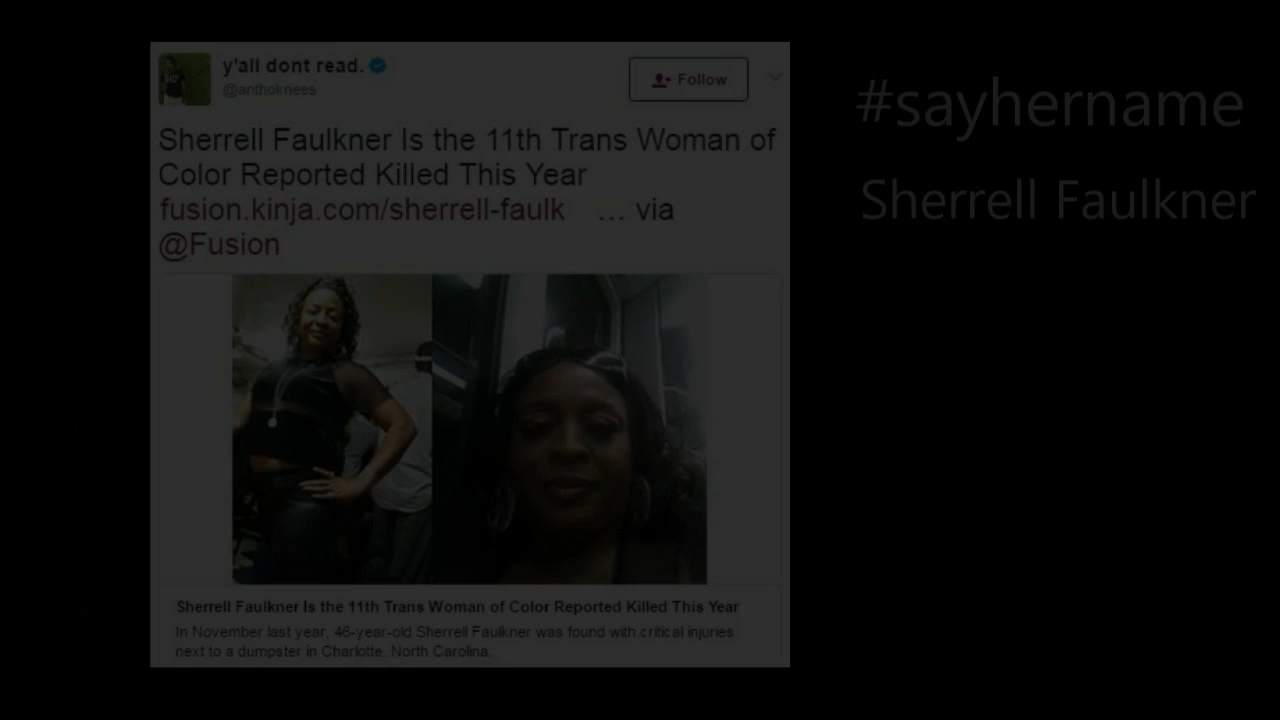 y'all dont read.
@anthoknees
Follow
Sherrell Faulkner Is the 11th Trans Woman of
Color Reported Killed This Year
fusion.kinja.com/sherrell-faulk … via
@Fusion
Sherrell Faulkner Is the 11th Trans Woman of Color Reported Killed This Year
In November last year, 46-year-old Sherrell Faulkner was found with critical injuries
next to a dumpster in Charlotte, North Carolina.
#sayhername
Sherrell Faulkner